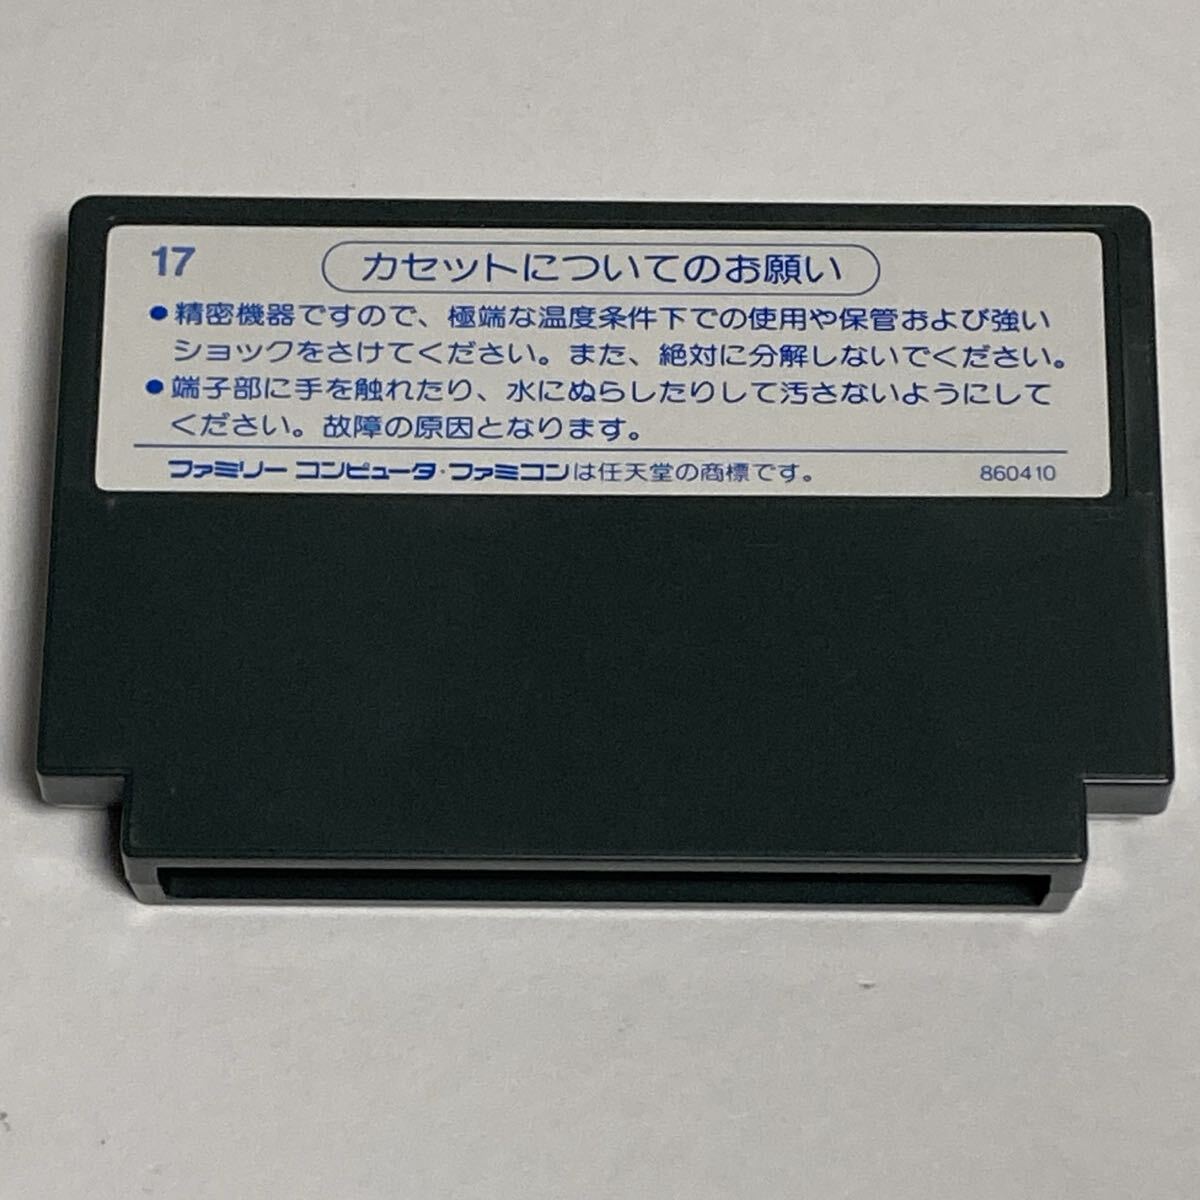 17
カセットについてのお願い
●精密機器ですので、極端な温度条件下での使用や保管および強い
ショックをさけてください。また、絶対に分解しないでください。
●端子部に手を触れたり、水にぬらしたりして汚さないようにして
ください。故障の原因となります。
ファミリー コンピュータ・ファミコンは任天堂の商標です。 860410